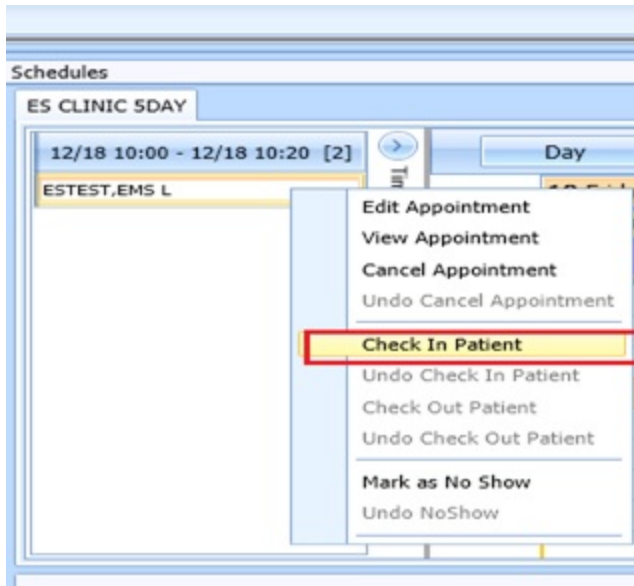 Schedules
ES CLINIC 5DAY
12/18 10:00 - 12/18 10:20 [2]
Day
ESTEST,EMS L
Edit Appointment
View Appointment
Cancel Appointment
Undo Cancel Appointment
Check In Patient
Undo Check In Patient
Check Out Patient
Undo Check Out Patient
Mark as No Show
Undo NoShow